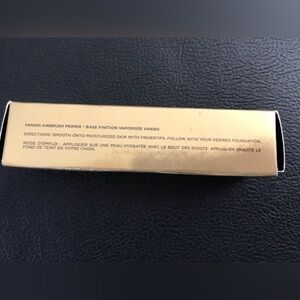 VANISH AIRBRUSH PRIMER - BASE FINITION VAPORISÉE VANISH
DIRECTIONS: SMOOTH ONTO MOISTURIZED SKIN WITH FINGERTIPS. FOLLOW WITH YOUR DESIRED FOUNDATION.
MODE D'EMPLOI - APPLIQUER SUR UNE PEAU HYDRATÉE AVEC LE BOUT DES DOIGTS. APPLIQUER ENSUITE LE
FOND DE TEINT DE VOTRE CHOIX.